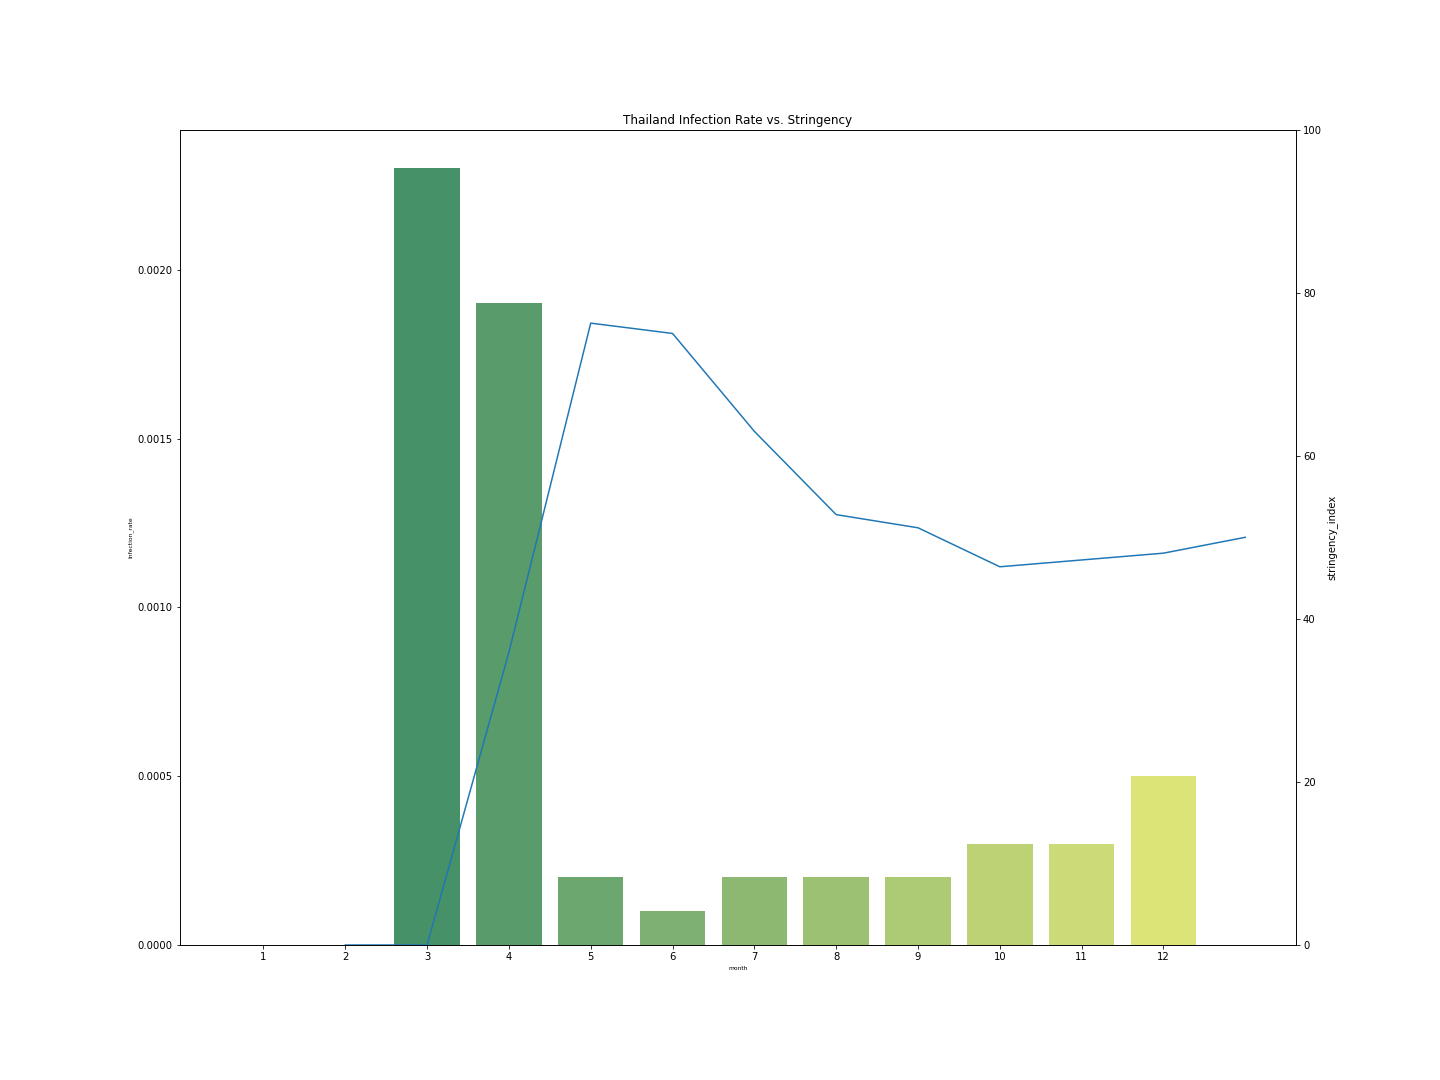 Thailand Infection Rate vs. Stringency
100
0.0020
80
0.0015
60
Infection_rate
stringency_index
0.0010
40
0.0005
20
0.0000
0
1 2 3 4 5 6 7 8 9 10 11 12
month